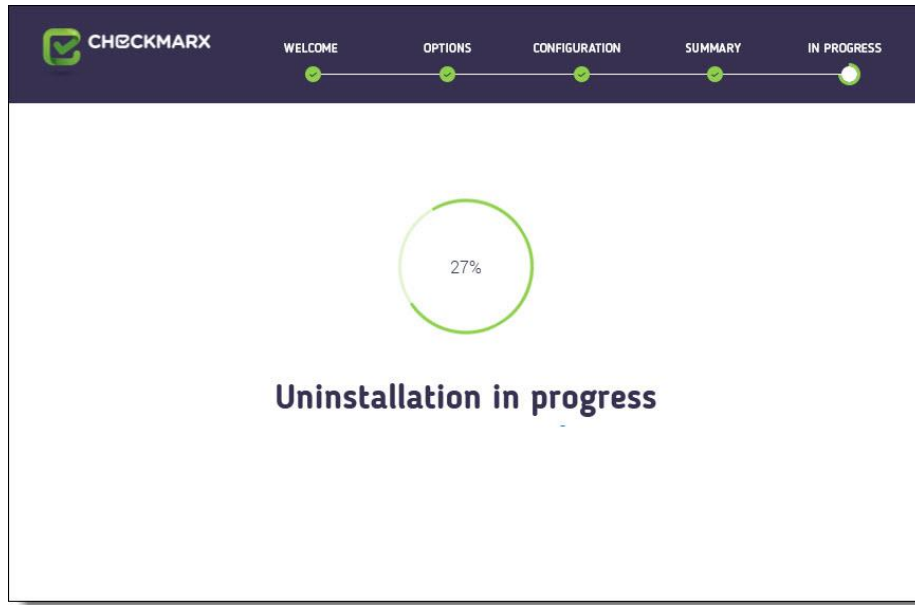 CHECKMARX
WELCOME OPTIONS CONFIGURATION SUMMARY IN PROGRESS
27%
Uninstallation in progress